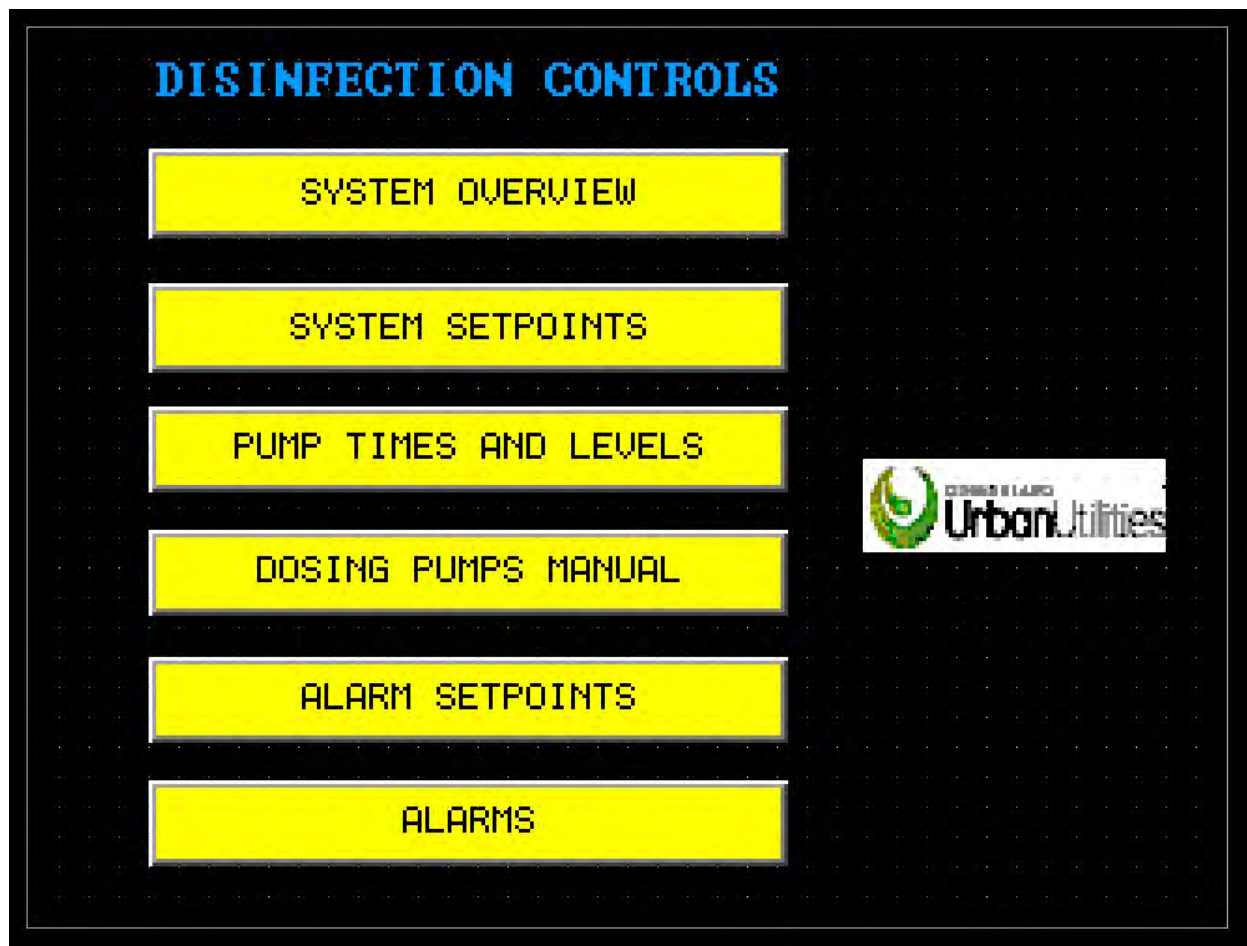 DISINFECTION CONTROLS
SYSTEM OVERVIEW
SYSTEM SETPOINTS
PUMP TIMES AND LEVELS
DOSING PUMPS MANUAL
ALARM SETPOINTS
ALARMS
UrbanUtilities